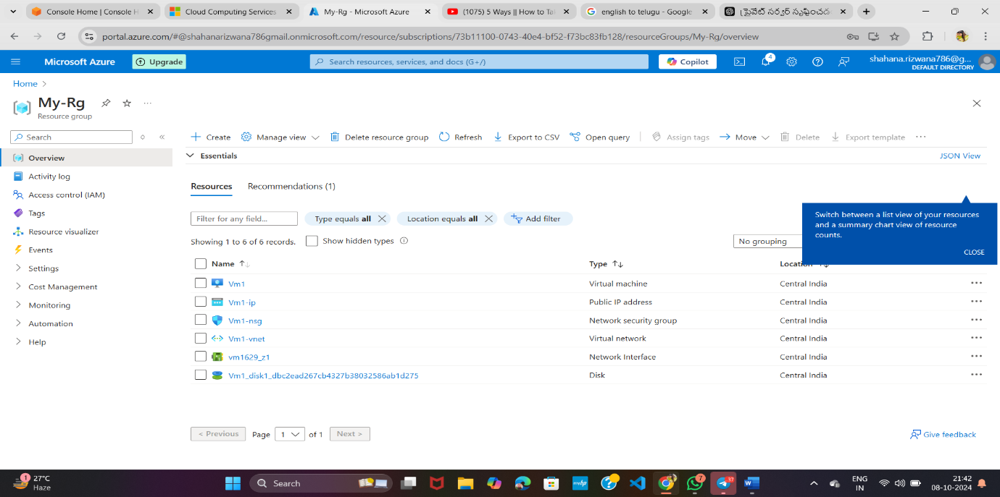 Console Home | Console H
Cloud Computing Services
My-Rg - Microsoft Azure
(1075) 5 Ways || How to Tal
english to telugu - Google
ప్రైవేట్ సర్వర్ సృష్టించడం
portal.azure.com/#@shahanarizwana786gmail.onmicrosoft.com/resource/subscriptions/73b11100-0743-40e4-bf52-f73bc83fb128/resourceGroups/My-Rg/overview
Microsoft Azure
Upgrade
Search resources, services, and docs (G+/)
Copilot
4
shahana.rizwana786@g...
DEFAULT DIRECTORY
Home >
My-Rg
Resource group
Search
Overview
Activity log
Access control (IAM)
Tags
Resource visualizer
Events
Settings
Cost Management
Monitoring
Automation
Help
Create
Manage view
Delete resource group
Refresh
Export to CSV
Open query
Assign tags
Move
Delete
Export template
Essentials
JSON View
Resources
Recommendations (1)
Filter for any field...
Type equals all
Location equals all
Add filter
Showing 1 to 6 of 6 records.
Show hidden types
No grouping
Switch between a list view of your resources
and a summary chart view of resource
counts.
CLOSE
Name ↑↓ Type ↑↓ Location ↑↓
Vm1 Virtual machine Central India
Vm1-ip Public IP address Central India
Vm1-nsg Network security group Central India
Vm1-vnet Virtual network Central India
vm1629_z1 Network Interface Central India
Vm1_disk1_dbc2ead267cb4327b38032586ab1d275 Disk Central India
< Previous Page 1 of 1 Next >
Give feedback
1
27°C
Haze
Search
myhp
7
37
ENG
IN
21:42
08-10-2024